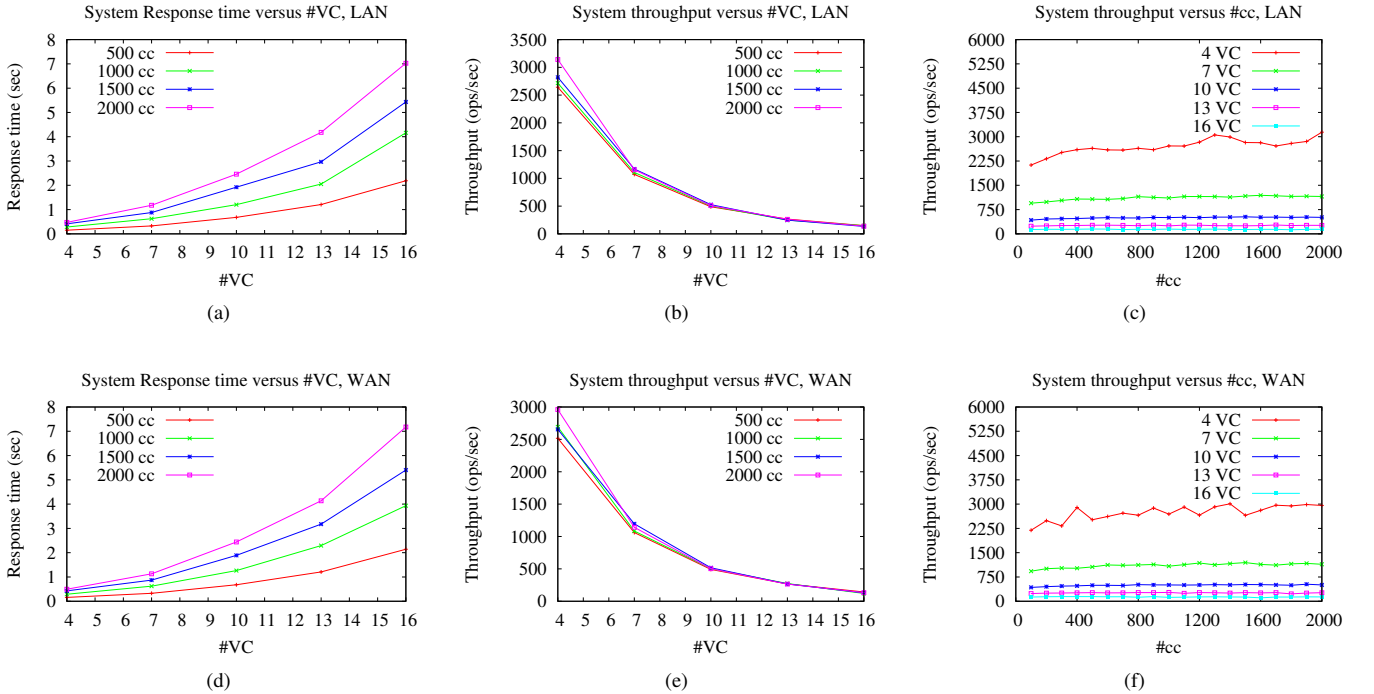 System Response time versus #VC, LAN
8
7
6
5
4
3
2
1
0
Response time (sec)
500 cc
1000 cc
1500 cc
2000 cc
4 5 6 7 8 9 10 11 12 13 14 15 16
#VC
(a)
System throughput versus #VC, LAN
3500
3000
2500
2000
1500
1000
500
0
Throughput (ops/sec)
500 cc
1000 cc
1500 cc
2000 cc
4 5 6 7 8 9 10 11 12 13 14 15 16
#VC
(b)
System throughput versus #cc, LAN
6000
5250
4500
3750
3000
2250
1500
750
0
Throughput (ops/sec)
4 VC
7 VC
10 VC
13 VC
16 VC
0 400 800 1200 1600 2000
#cc
(c)
System Response time versus #VC, WAN
8
7
6
5
4
3
2
1
0
Response time (sec)
500 cc
1000 cc
1500 cc
2000 cc
4 5 6 7 8 9 10 11 12 13 14 15 16
#VC
(d)
System throughput versus #VC, WAN
3000
2500
2000
1500
1000
500
0
Throughput (ops/sec)
500 cc
1000 cc
1500 cc
2000 cc
4 5 6 7 8 9 10 11 12 13 14 15 16
#VC
(e)
System throughput versus #cc, WAN
6000
5250
4500
3750
3000
2250
1500
750
0
Throughput (ops/sec)
4 VC
7 VC
10 VC
13 VC
16 VC
0 400 800 1200 1600 2000
#cc
(f)